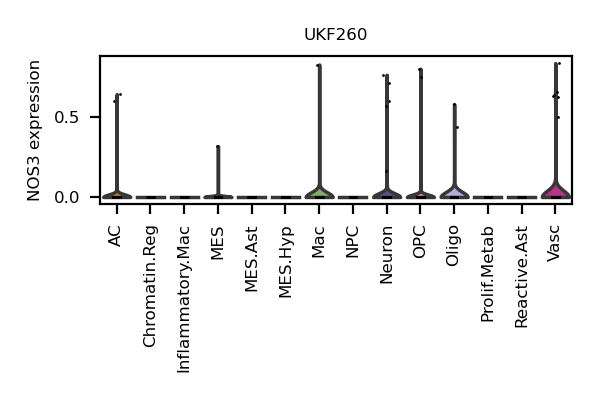 UKF260
NOS3 expression
0.5
0.0
AC
Chromatin.Reg
Inflammatory.Mac
MES
MES.Ast
MES.Hyp
Mac
NPC
Neuron
OPC
Oligo
Prolif.Metab
Reactive.Ast
Vasc